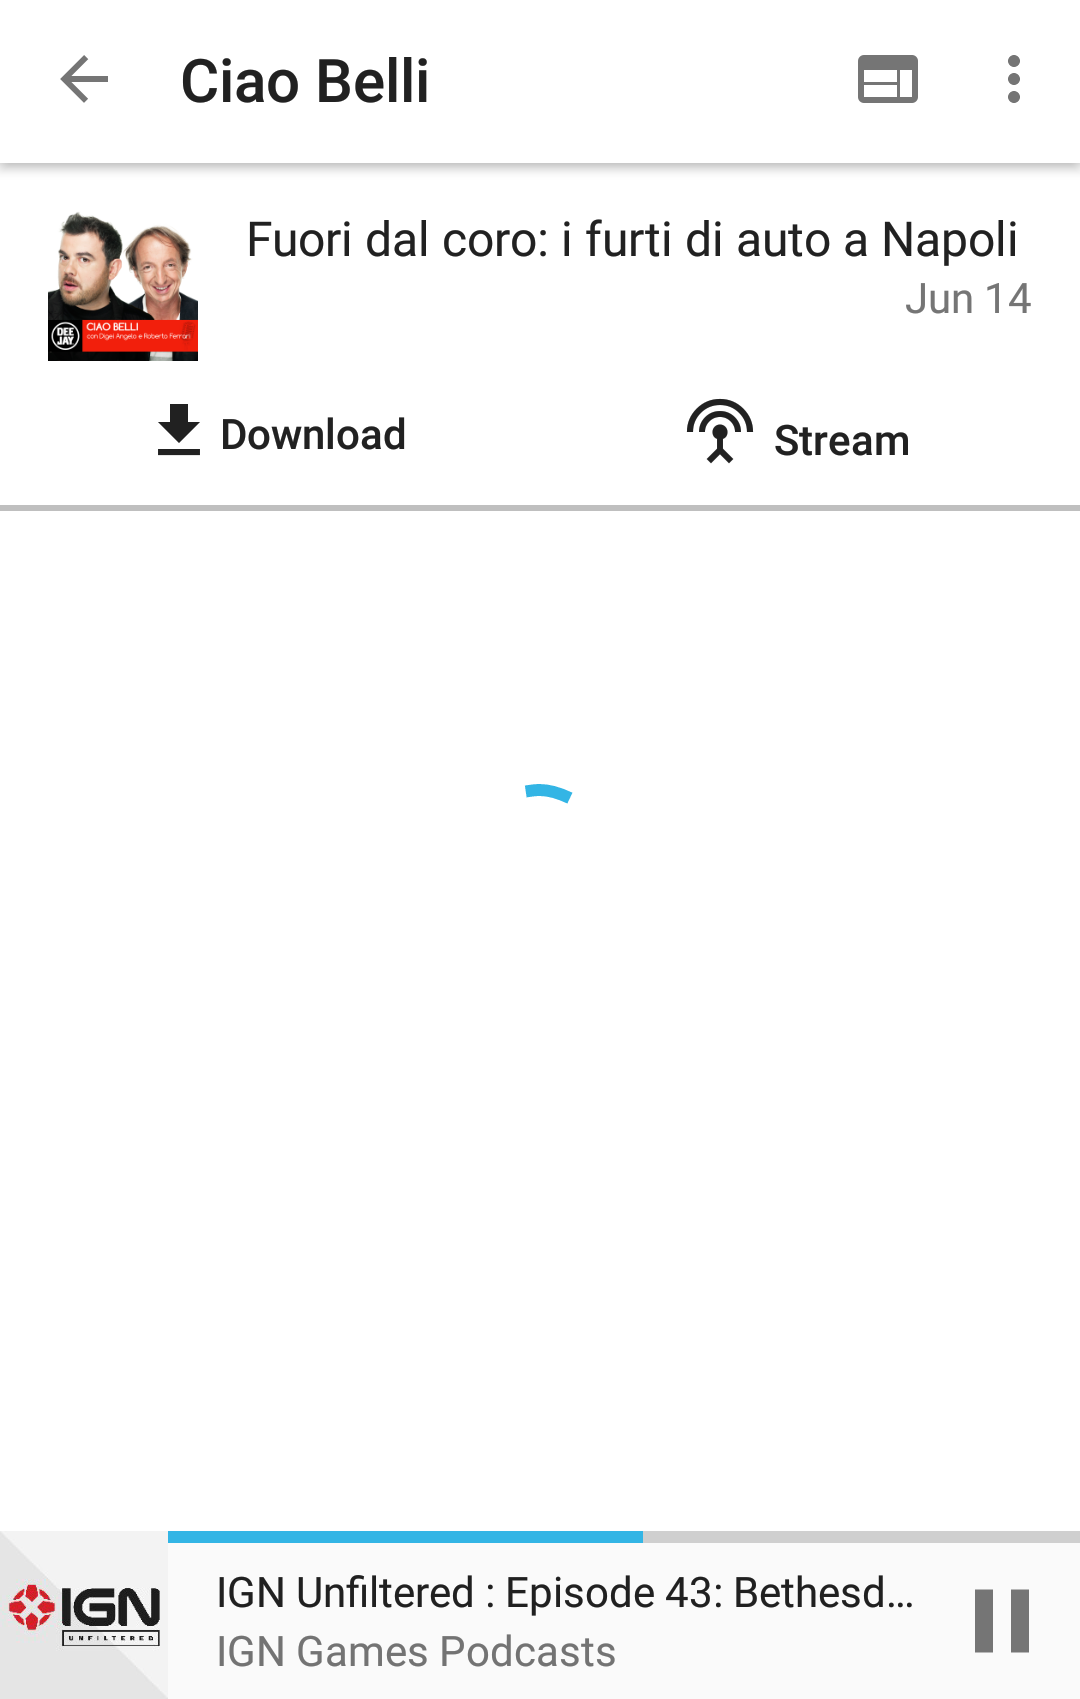 Ciao Belli
Fuori dal coro: i furti di auto a Napoli
Jun 14
DEE
JAY
CIAO BELLI
con Digei Angelo e Roberto Ferrari
Download
Stream
IGN
UNFILTERED
IGN Unfiltered : Episode 43: Bethesd...
IGN Games Podcasts